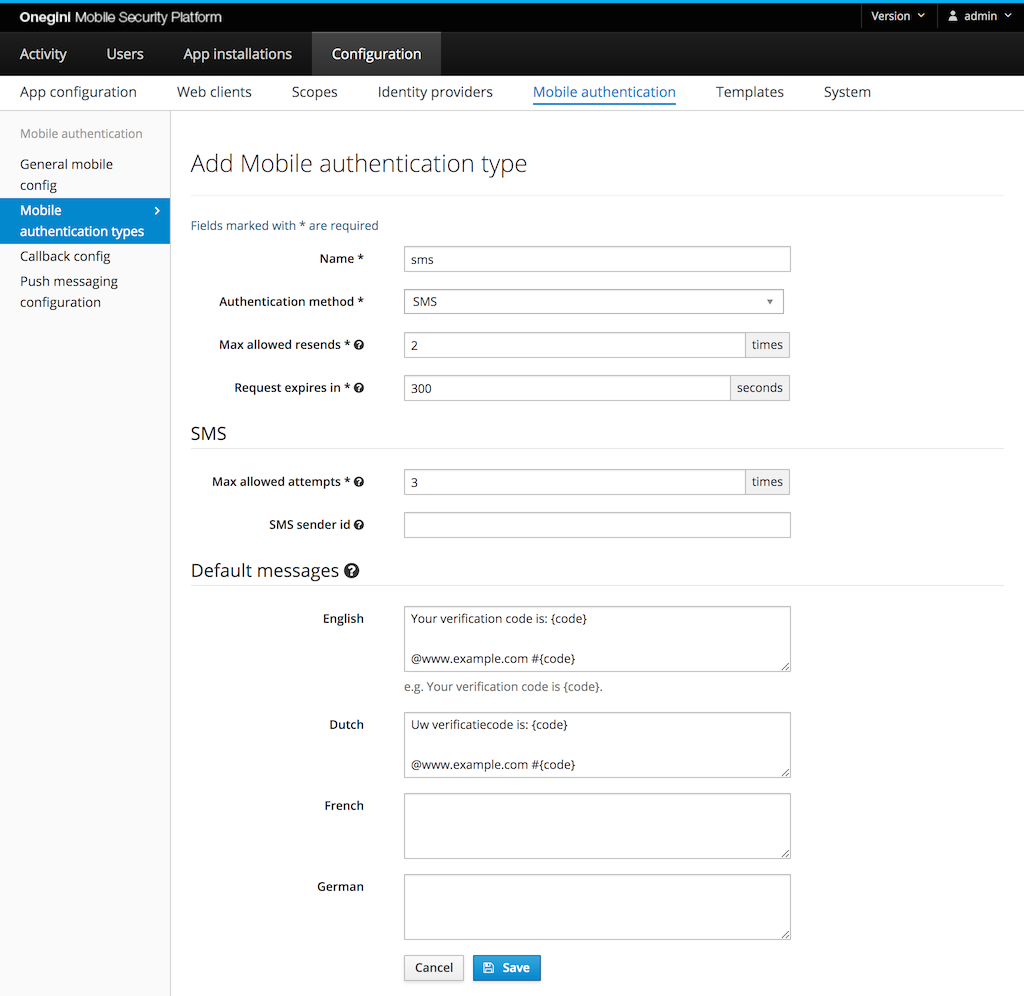 Onegini Mobile Security Platform
Version
admin
Activity
Users
App installations
Configuration
App configuration
Web clients
Scopes
Identity providers
Mobile authentication
Templates
System
Mobile authentication
General mobile
config
Mobile
authentication types
Callback config
Push messaging
configuration
Add Mobile authentication type
Fields marked with * are required
Name *
sms
Authentication method *
SMS
Max allowed resends *
2
times
Request expires in *
300
seconds
SMS
Max allowed attempts *
3
times
SMS sender id
Default messages
English
Your verification code is: {code}
@www.example.com #{code}
e.g. Your verification code is {code}.
Dutch
Uw verificatiecode is: {code}
@www.example.com #{code}
French
German
Cancel
Save